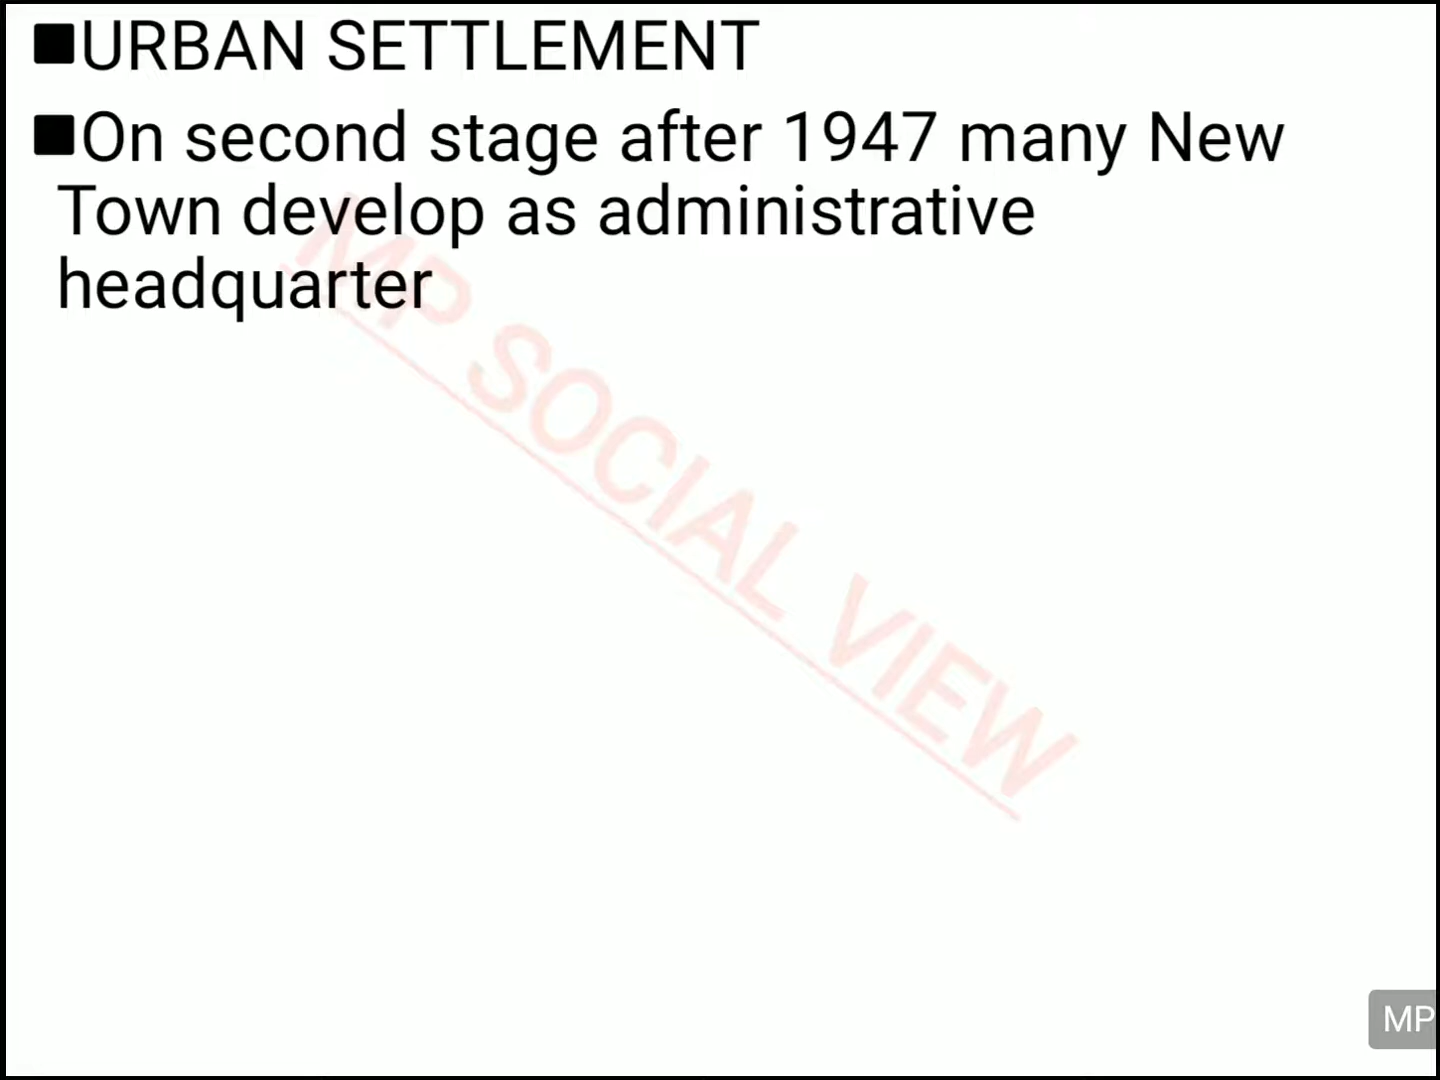 ■URBAN SETTLEMENT
■On second stage after 1947 many New
Town develop as administrative
headquarter
MP SOCIAL VIEW
MP